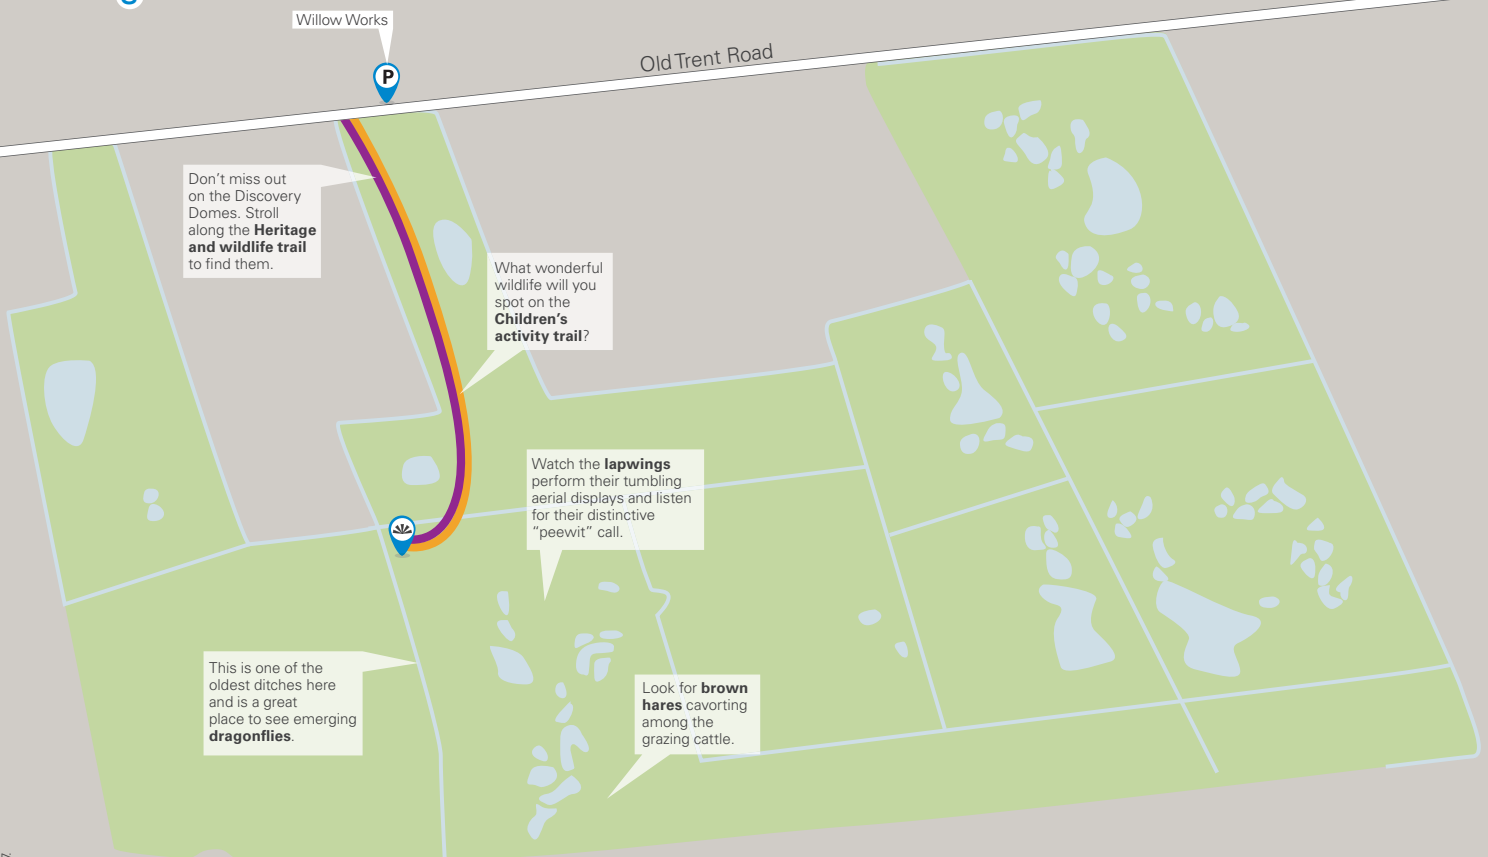 Willow Works
P
Old Trent Road
Don’t miss out
on the Discovery
Domes. Stroll
along the Heritage
and wildlife trail
to find them.
What wonderful
wildlife will you
spot on the
Children’s
activity trail?
Watch the lapwings
perform their tumbling
aerial displays and listen
for their distinctive
“peewit” call.
This is one of the
oldest ditches here
and is a great
place to see emerging
dragonflies.
Look for brown
hares cavorting
among the
grazing cattle.